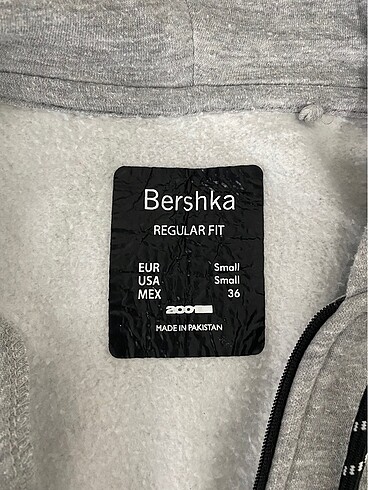 Bershka
REGULAR FIT
EUR Small
USA Small
MEX 36
MADE IN PAKISTAN